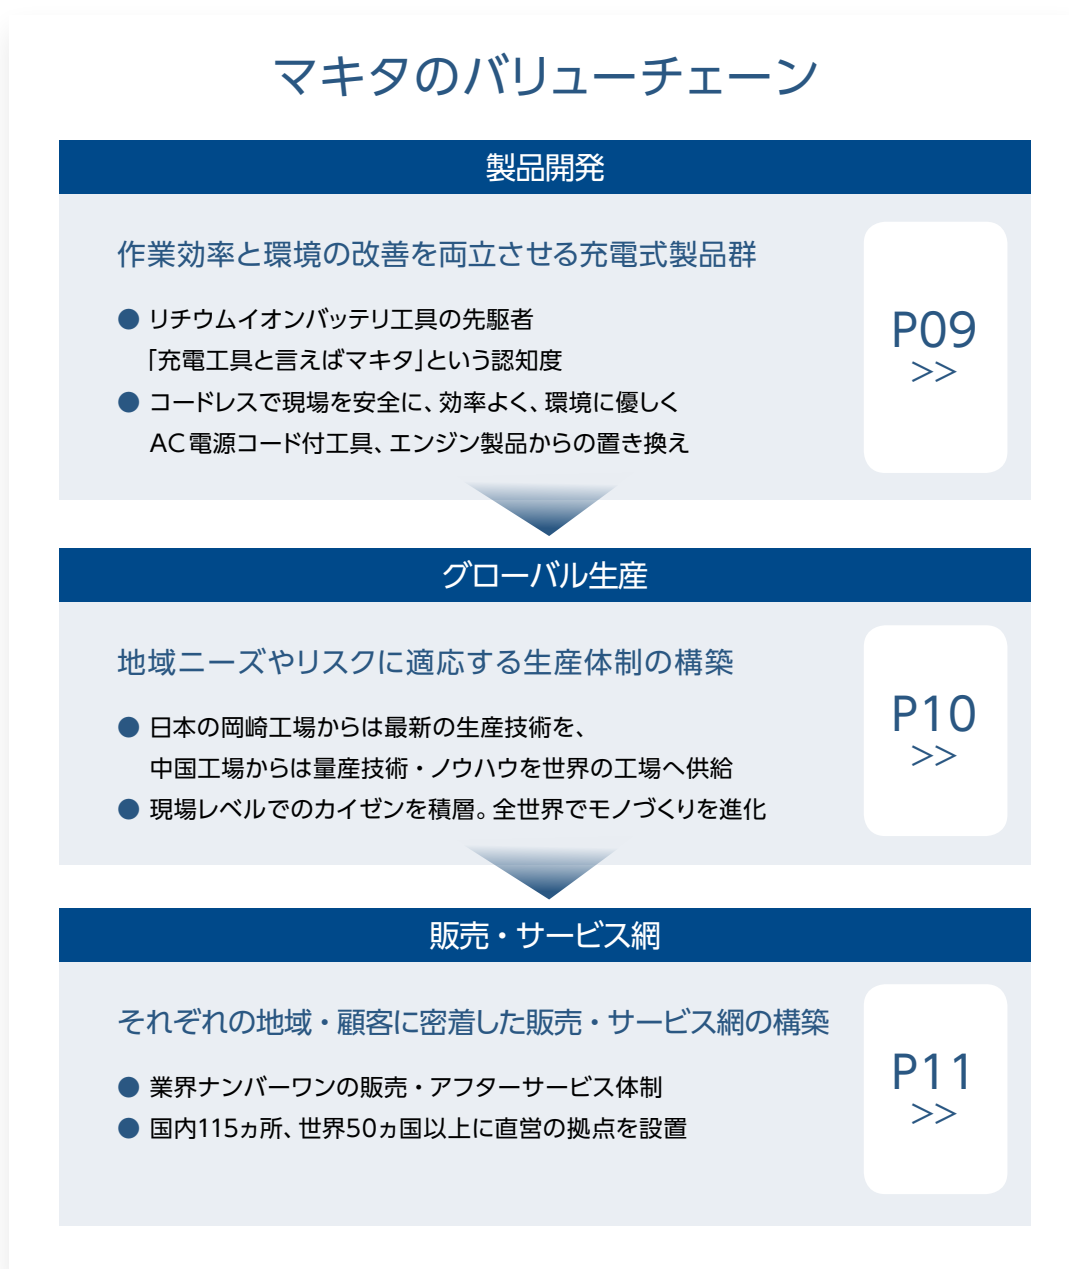 マキタのバリューチェーン
製品開発
作業効率と環境の改善を両立させる充電式製品群
● リチウムイオンバッテリ工具の先駆者
「充電工具と言えばマキタ」という認知度
● コードレスで現場を安全に、効率よく、環境に優しく
AC電源コード付工具、エンジン製品からの置き換え
P09
>>
グローバル生産
地域ニーズやリスクに適応する生産体制の構築
● 日本の岡崎工場からは最新の生産技術を、
中国工場からは量産技術・ノウハウを世界の工場へ供給
● 現場レベルでのカイゼンを積層。全世界でモノづくりを進化
P10
>>
販売・サービス網
それぞれの地域・顧客に密着した販売・サービス網の構築
● 業界ナンバーワンの販売・アフターサービス体制
● 国内115ヵ所、世界50ヵ国以上に直営の拠点を設置
P11
>>